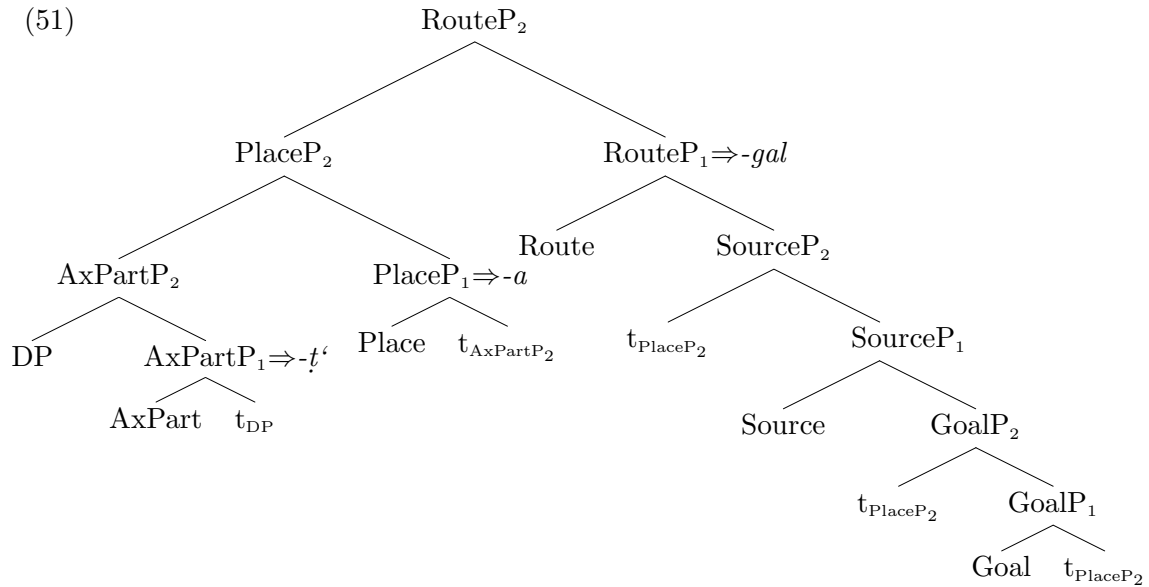 (51)
RouteP₂
PlaceP₂ RouteP₁⇒-gal
Route SourceP₂
AxPartP₂ PlaceP₁⇒-a
DP AxPartP₁⇒-ṭ‘ Place t_AxPartP₂ t_PlaceP₂ SourceP₁
AxPart t_DP Source GoalP₂
t_PlaceP₂ GoalP₁
Goal t_PlaceP₂